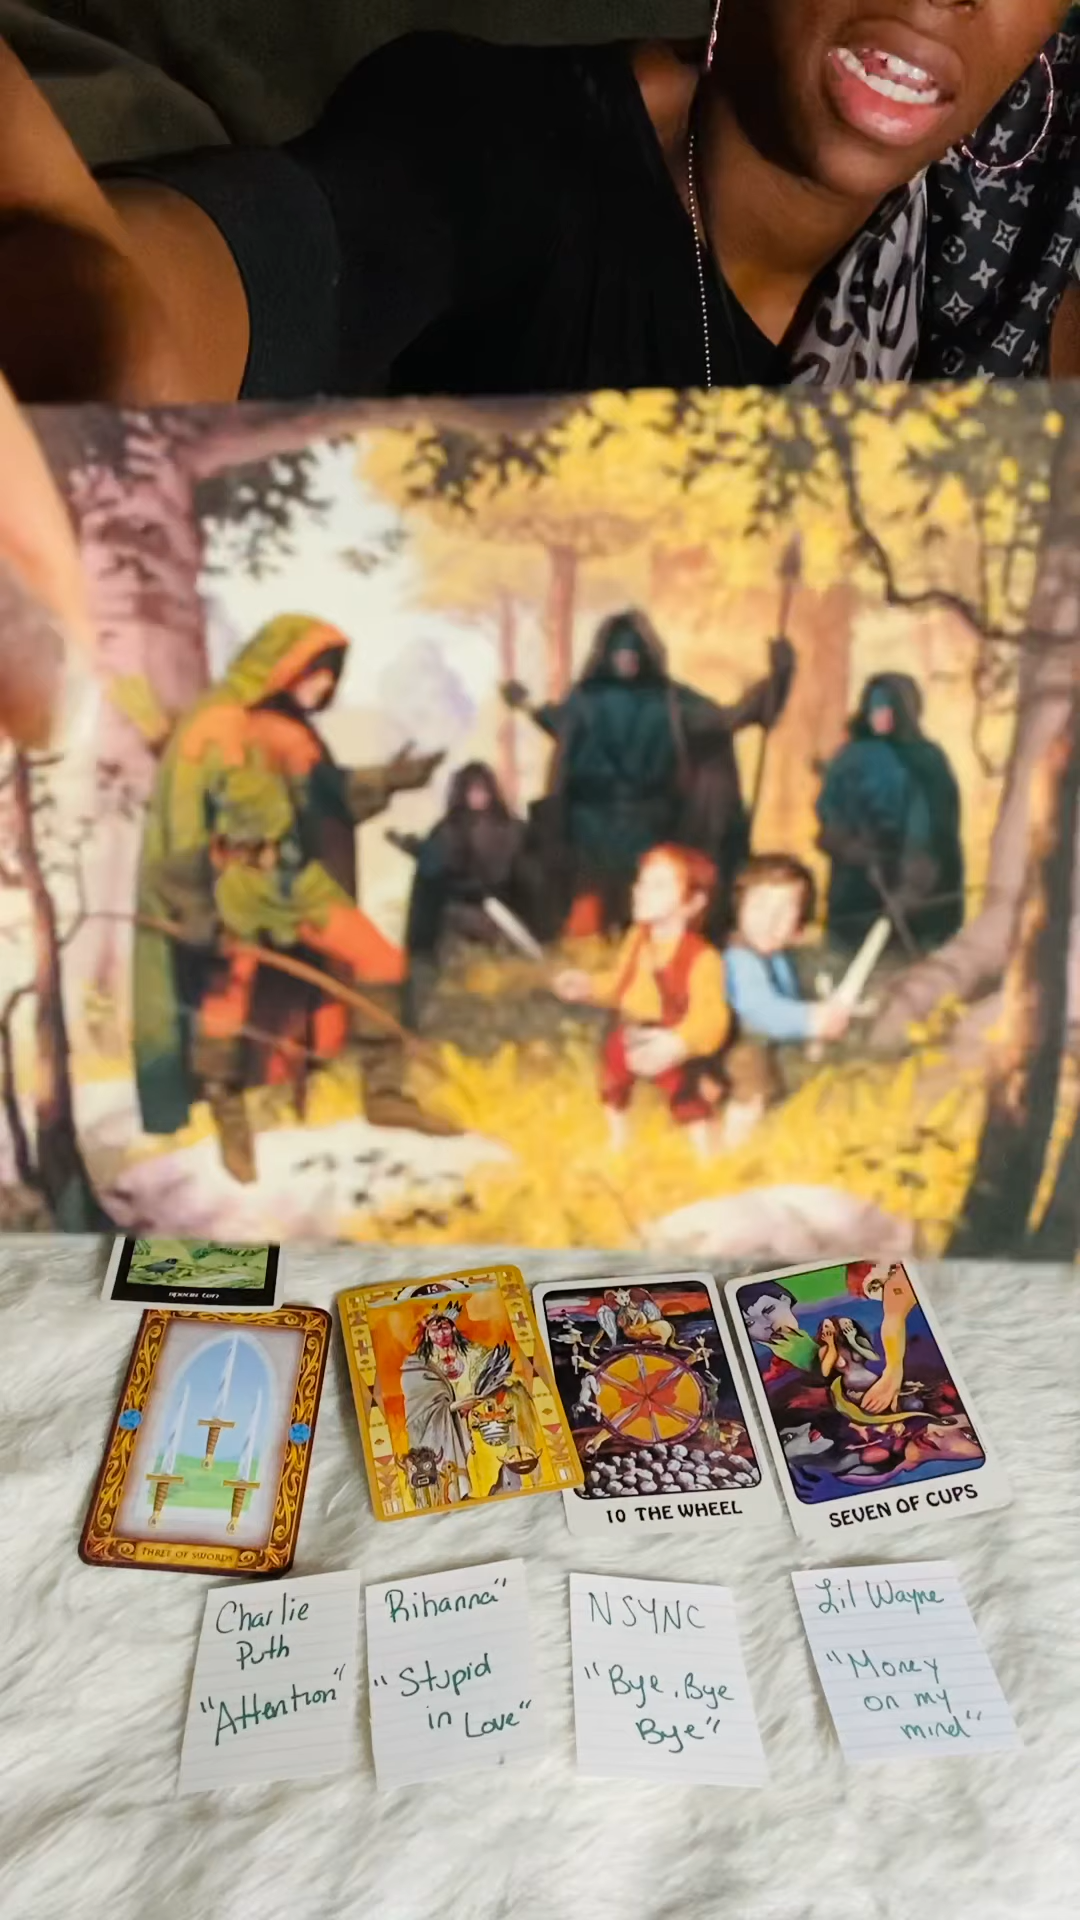 THREE OF SWORDS
15
10 THE WHEEL
SEVEN OF CUPS
Charlie
Puth
"Attention"
Rihanna"
"Stupid
in Love"
NSYNC
"Bye, Bye
Bye"
Lil Wayne
"Money
on my
mind"